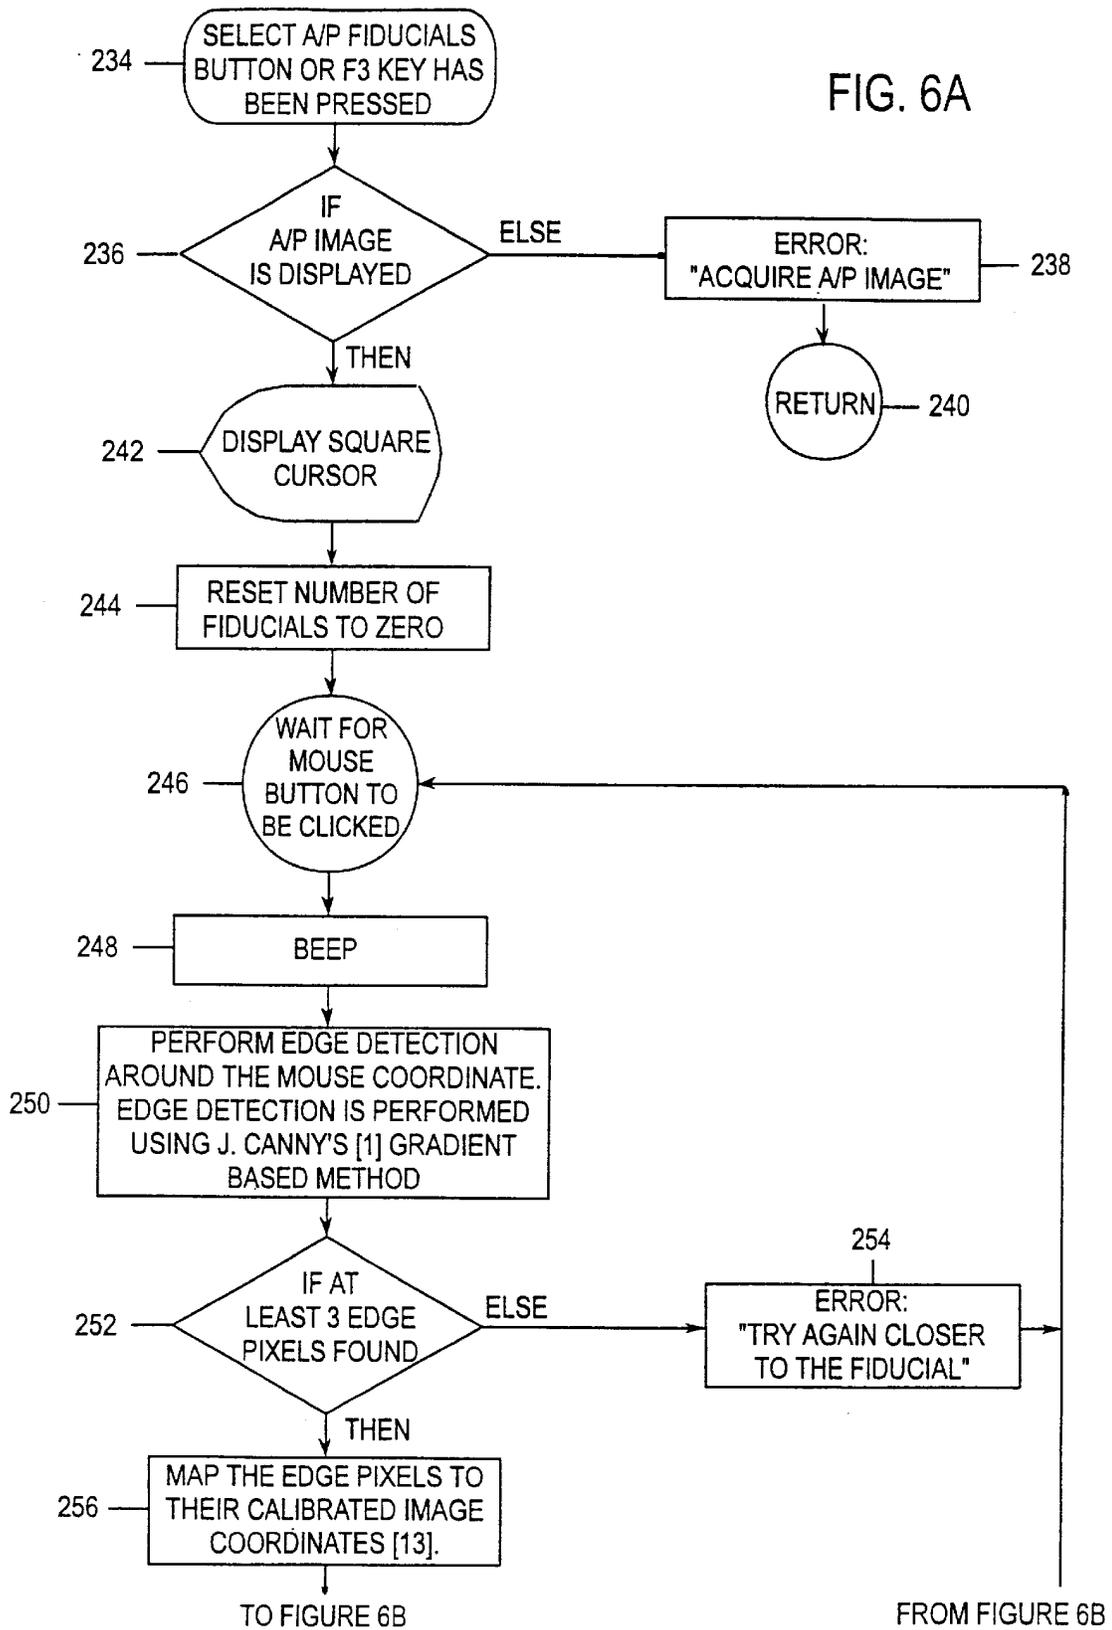 SELECT A/P FIDUCIALS
BUTTON OR F3 KEY HAS
BEEN PRESSED
234
FIG. 6A
IF
A/P IMAGE
IS DISPLAYED
236
ELSE
ERROR:
"ACQUIRE A/P IMAGE"
238
THEN
RETURN
240
DISPLAY SQUARE
CURSOR
242
RESET NUMBER OF
FIDUCIALS TO ZERO
244
WAIT FOR
MOUSE
BUTTON TO
BE CLICKED
246
BEEP
248
PERFORM EDGE DETECTION
AROUND THE MOUSE COORDINATE.
EDGE DETECTION IS PERFORMED
USING J. CANNY'S [1] GRADIENT
BASED METHOD
250
IF AT
LEAST 3 EDGE
PIXELS FOUND
252
ELSE
254
ERROR:
"TRY AGAIN CLOSER
TO THE FIDUCIAL"
THEN
MAP THE EDGE PIXELS TO
THEIR CALIBRATED IMAGE
COORDINATES [13].
256
TO FIGURE 6B
FROM FIGURE 6B